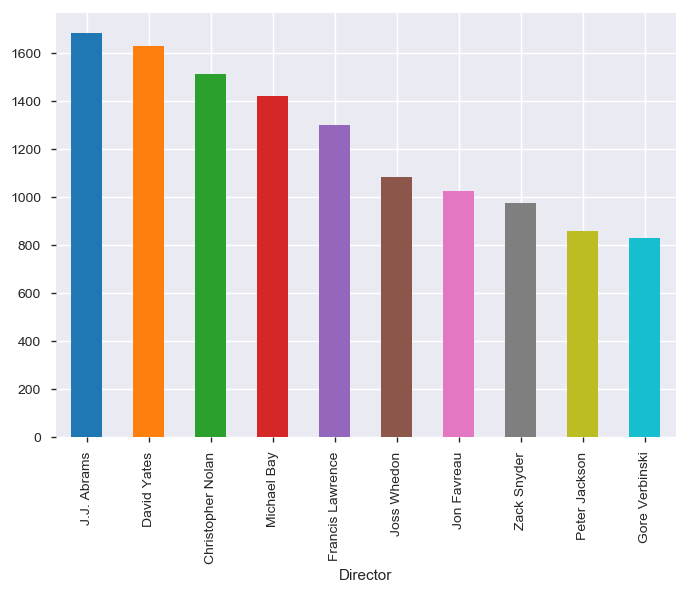 1600
1400
1200
1000
800
600
400
200
0
J.J. Abrams
David Yates
Christopher Nolan
Michael Bay
Francis Lawrence
Joss Whedon
Jon Favreau
Zack Snyder
Peter Jackson
Gore Verbinski
Director